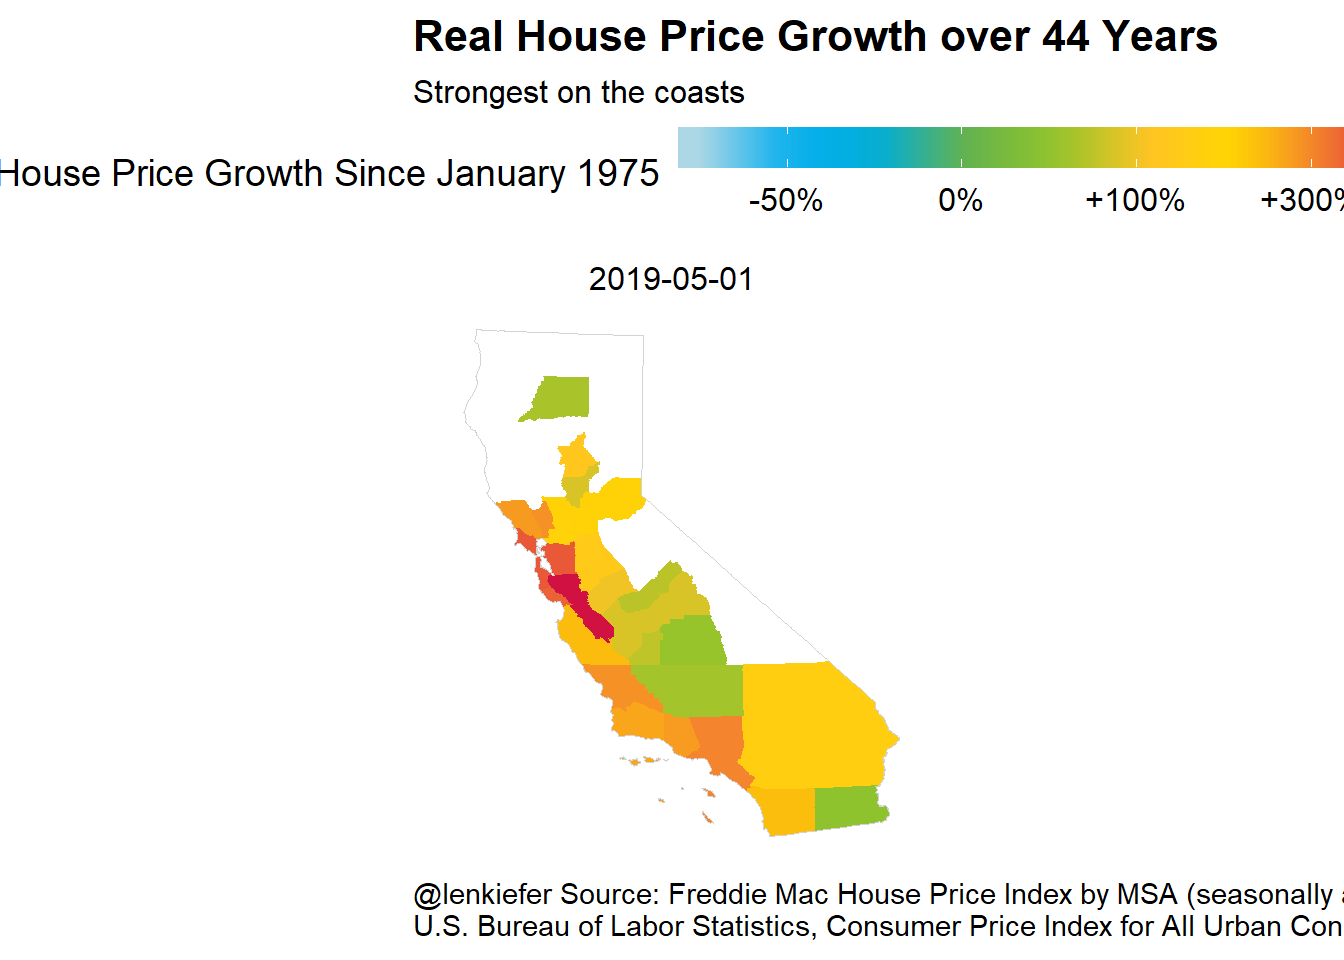 Real House Price Growth over 44 Years
Strongest on the coasts
House Price Growth Since January 1975
-50% 0% +100% +300%
2019-05-01
@lenkiefer Source: Freddie Mac House Price Index by MSA (seasonally a
U.S. Bureau of Labor Statistics, Consumer Price Index for All Urban Con